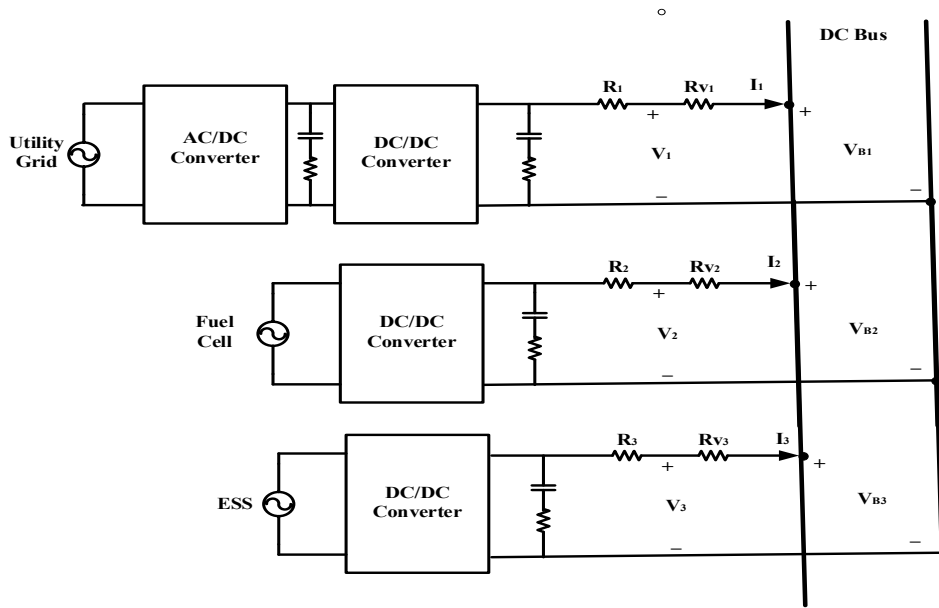 DC Bus
R1
Rv1
I1
+
+
Utility
Grid
AC/DC
Converter
DC/DC
Converter
V1
VB1
−
−
R2
Rv2
I2
+
+
Fuel
Cell
DC/DC
Converter
V2
VB2
−
−
R3
Rv3
I3
+
+
ESS
DC/DC
Converter
V3
VB3
−
−